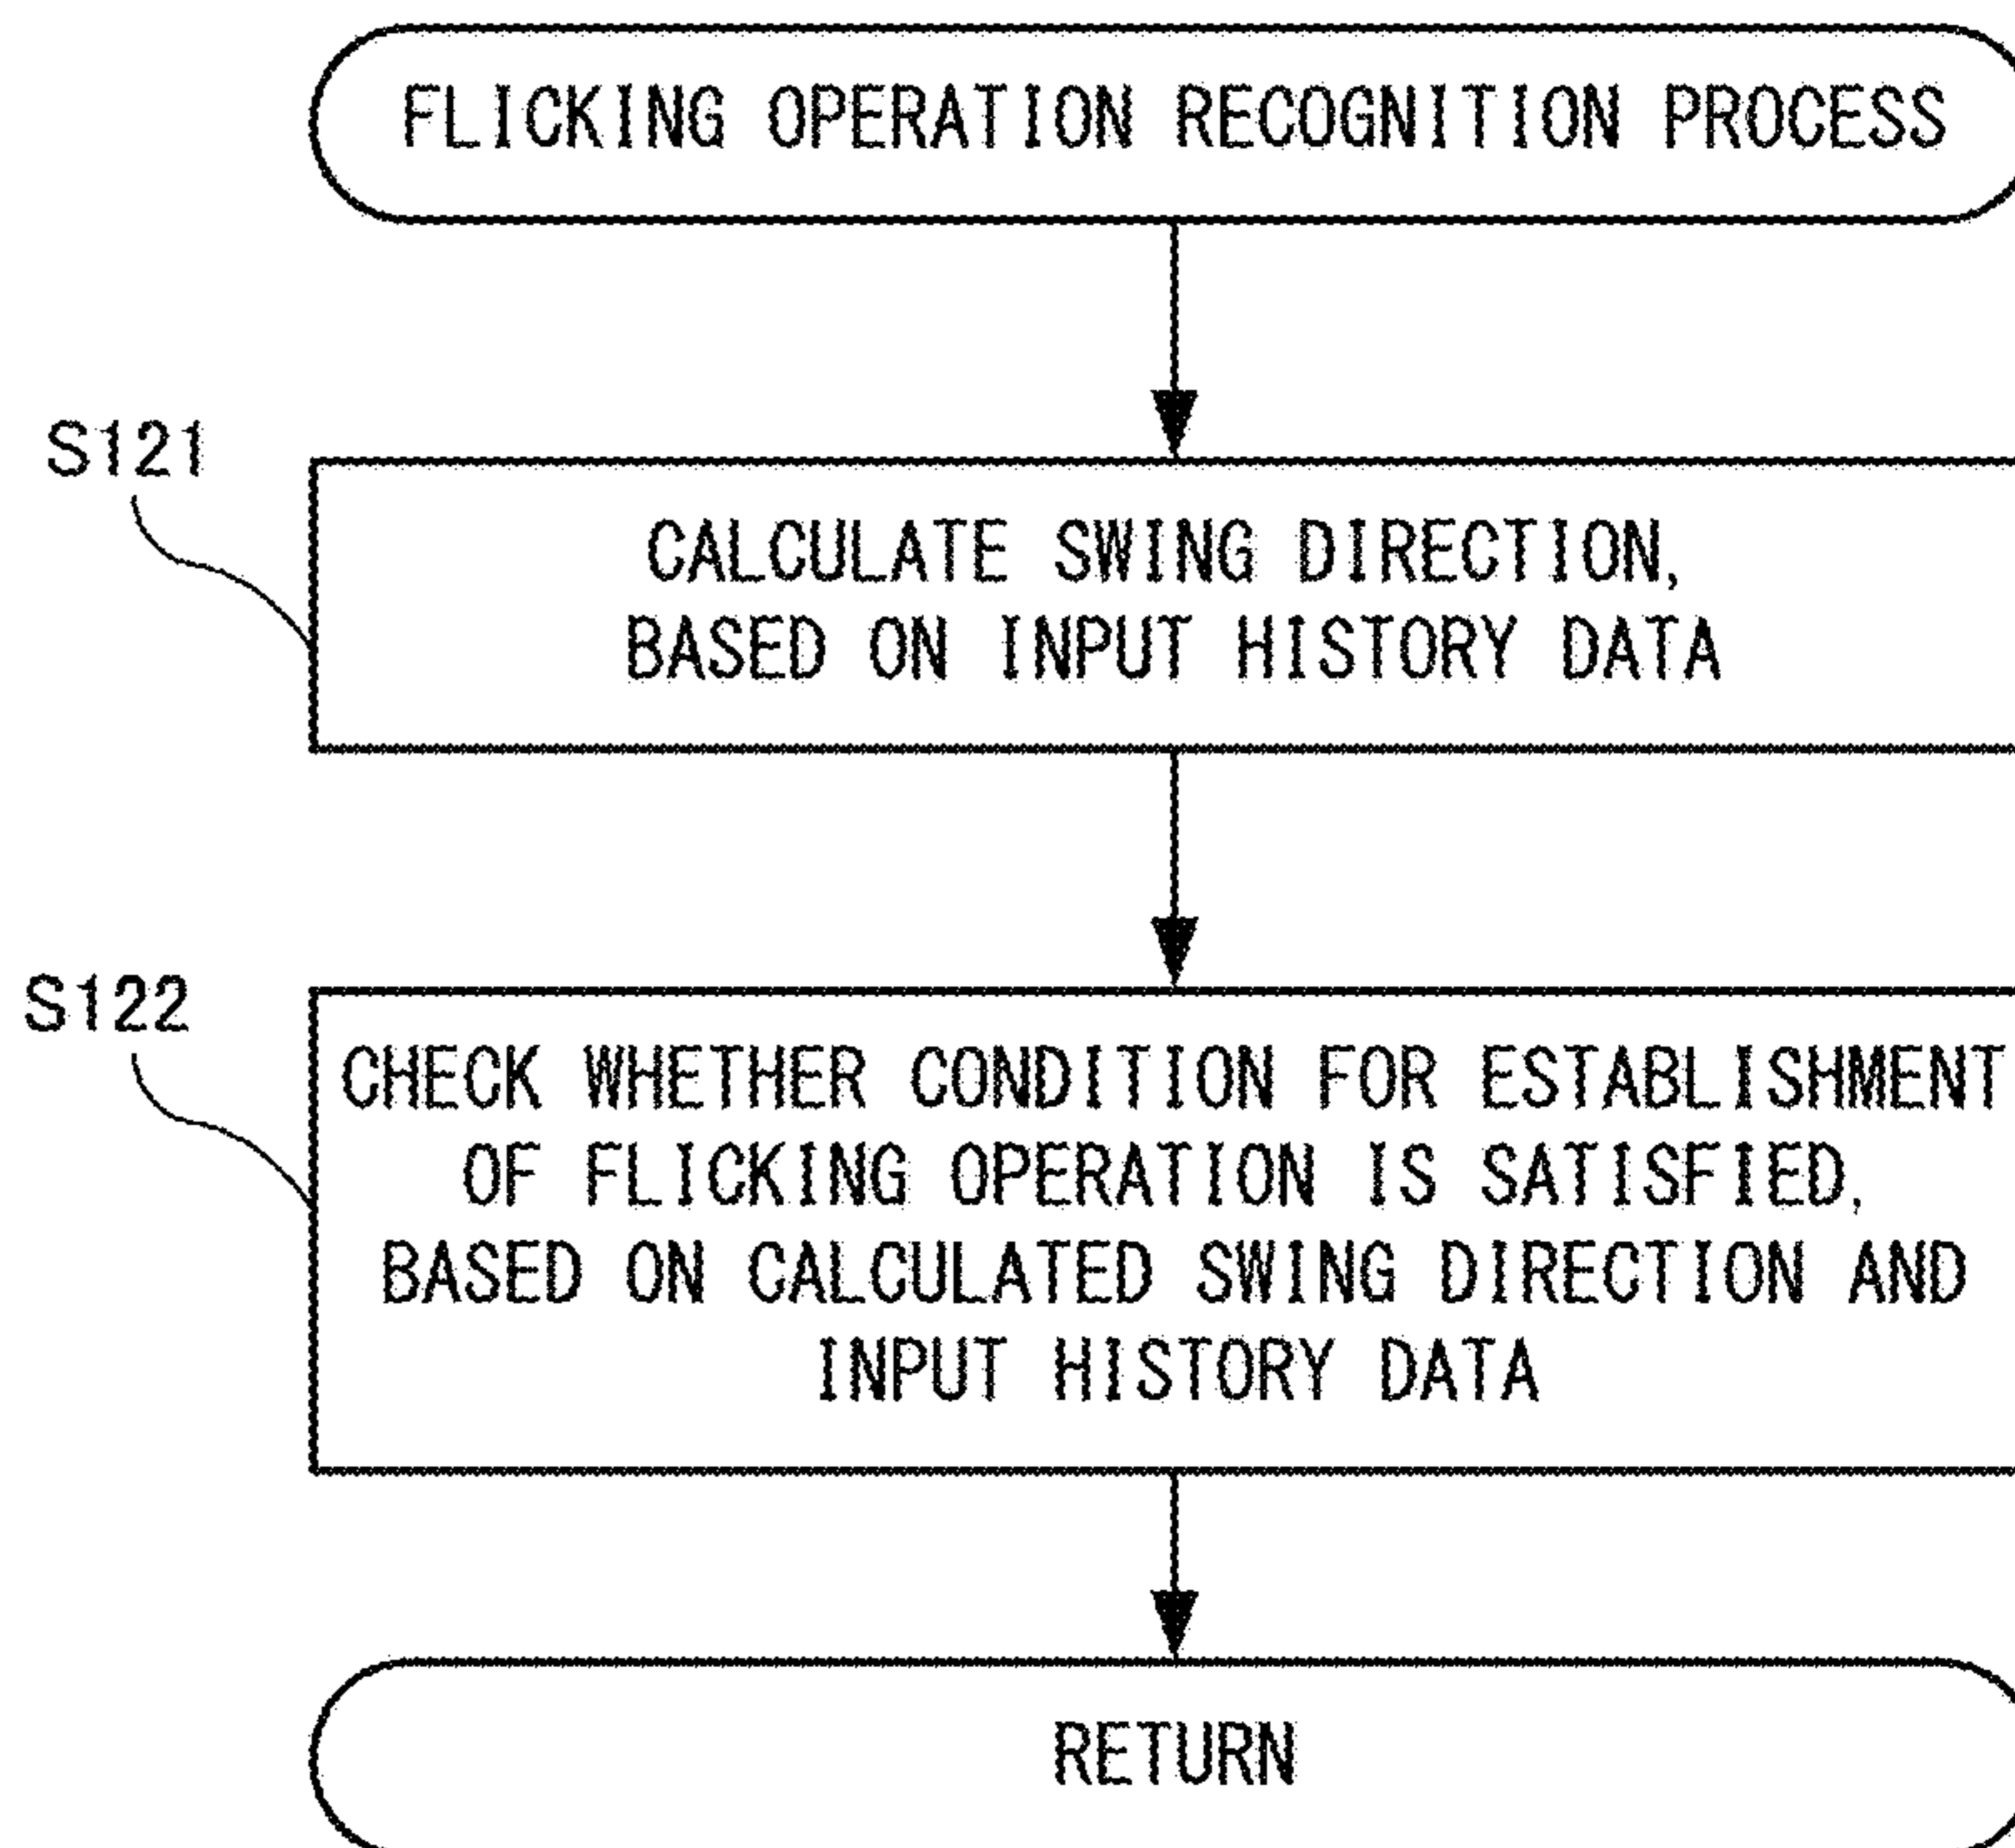 FLICKING OPERATION RECOGNITION PROCESS
S121
CALCULATE SWING DIRECTION,
BASED ON INPUT HISTORY DATA
S122
CHECK WHETHER CONDITION FOR ESTABLISHMENT
OF FLICKING OPERATION IS SATISFIED,
BASED ON CALCULATED SWING DIRECTION AND
INPUT HISTORY DATA
RETURN